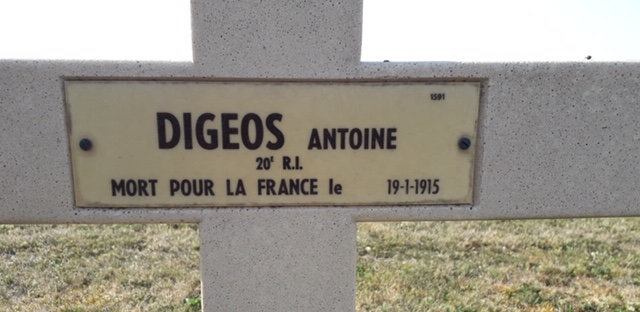 1591
DIGEOS ANTOINE
20E R.I.
MORT POUR LA FRANCE le 19-1-1915